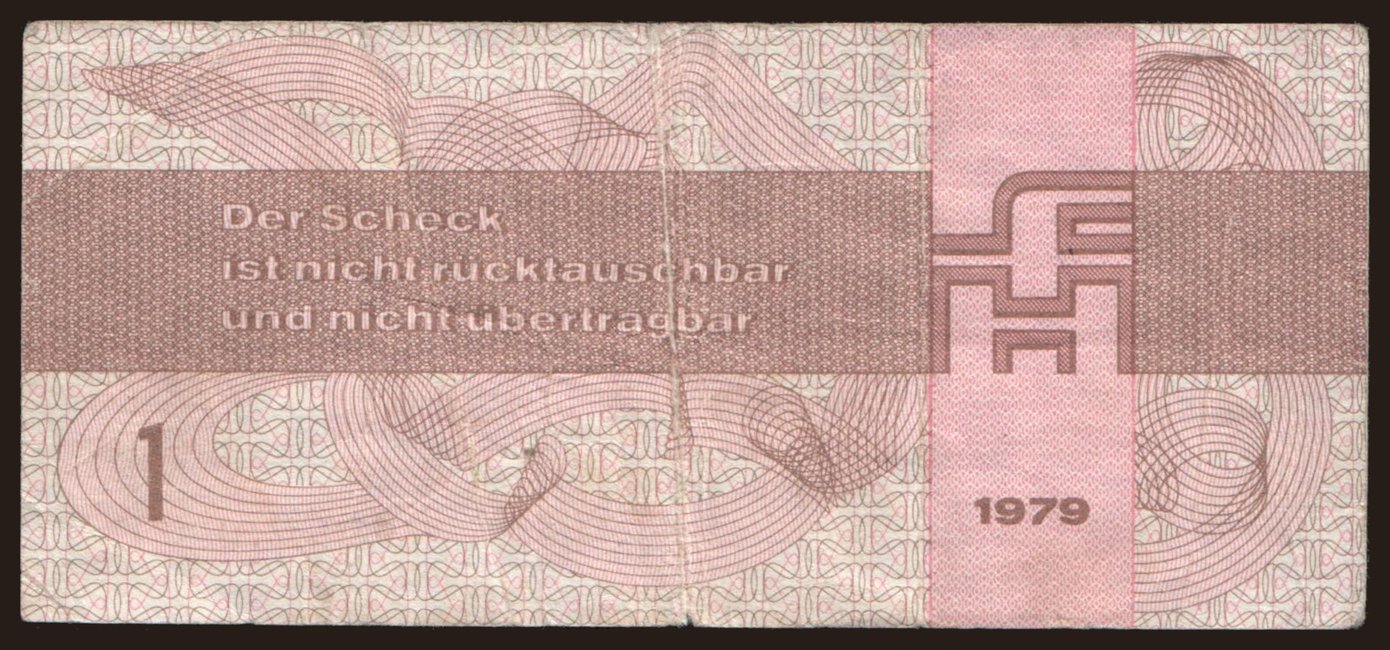 Der Scheck
ist nicht rücktauschbar
und nicht übertragbar
1
1979